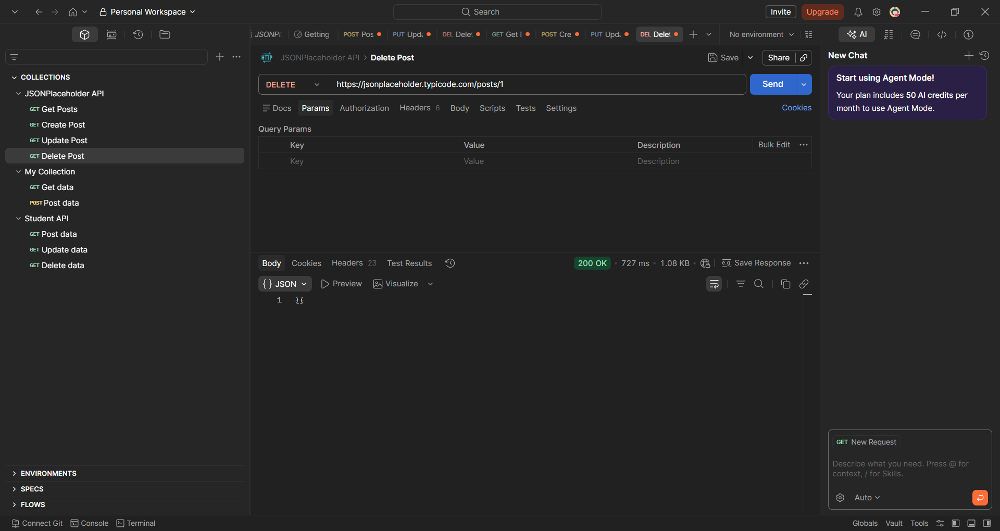 Personal Workspace
Search
Invite
Upgrade
JSONPl
Getting
POST Pos
PUT Upda
DEL Dele
GET Get
POST Cre
PUT Upda
DEL Dele
No environment
AI
JSONPlaceholder API > Delete Post
Save
Share
New Chat
COLLECTIONS
JSONPlaceholder API
GET Get Posts
GET Create Post
GET Update Post
GET Delete Post
My Collection
GET Get data
POST Post data
Student API
GET Post data
GET Update data
GET Delete data
ENVIRONMENTS
SPECS
FLOWS
DELETE
https://jsonplaceholder.typicode.com/posts/1
Send
Docs
Params
Authorization
Headers 6
Body
Scripts
Tests
Settings
Cookies
Query Params
Key
Value
Description
Bulk Edit
Key
Value
Description
Body
Cookies
Headers 23
Test Results
200 OK
727 ms
1.08 KB
e.g. Save Response
{} JSON
Preview
Visualize
1 {}
Start using Agent Mode!
Your plan includes 50 AI credits per
month to use Agent Mode.
GET New Request
Describe what you need. Press @ for
context, / for Skills.
Auto
Connect Git
Console
Terminal
Globals
Vault
Tools